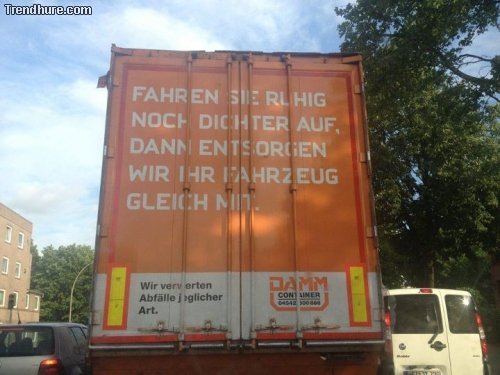 Trendhure.com
FAHREN SIE RUHIG
NOCH DICHTER AUF,
DANN ENTSORGEN
WIR IHR FAHRZEUG
GLEICH MIT.
Wir verwerten
Abfälle jeglicher
Art.
DAMM
CONTAINER